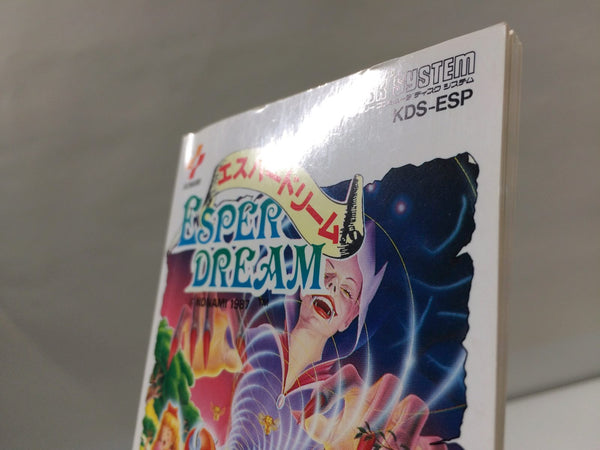 SYSTEM
ディスク システム
KDS-ESP
エスパードリーム
ESPER
DREAM
© KONAMI 1987 TM